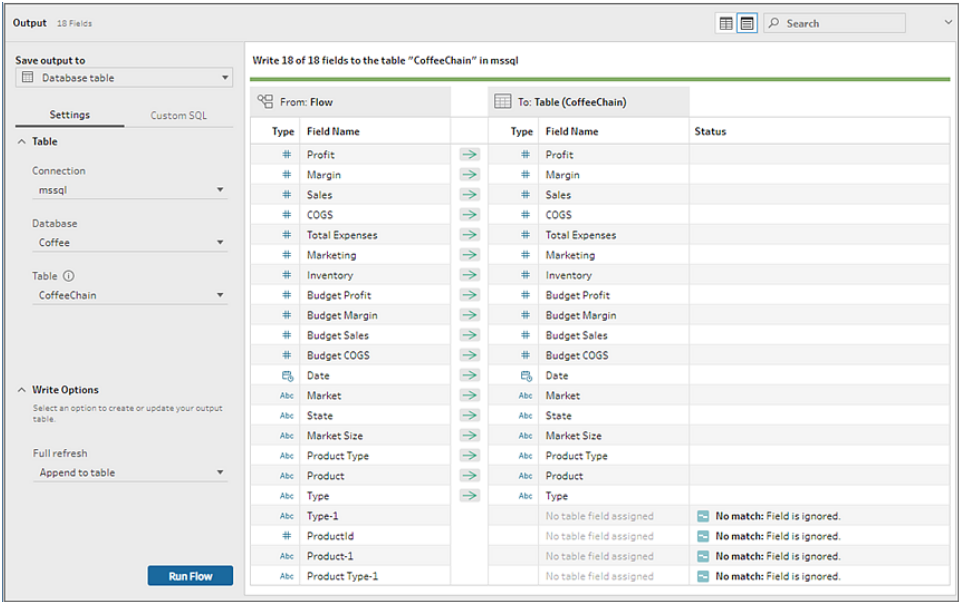 Output 18 Fields
Search
Save output to
Database table
Settings Custom SQL
Table
Connection
mssql
Database
Coffee
Table
CoffeeChain
Write Options
Select an option to create or update your output
table.
Full refresh
Append to table
Run Flow
Write 18 of 18 fields to the table "CoffeeChain" in mssql
From: Flow To: Table (CoffeeChain)
Type Field Name Type Field Name Status
# Profit # Profit
# Margin # Margin
# Sales # Sales
# COGS # COGS
# Total Expenses # Total Expenses
# Marketing # Marketing
# Inventory # Inventory
# Budget Profit # Budget Profit
# Budget Margin # Budget Margin
# Budget Sales # Budget Sales
# Budget COGS # Budget COGS
Date Date
Abc Market Abc Market
Abc State Abc State
Abc Market Size Abc Market Size
Abc Product Type Abc Product Type
Abc Product Abc Product
Abc Type Abc Type
Abc Type-1 No table field assigned No match: Field is ignored.
# ProductId No table field assigned No match: Field is ignored.
Abc Product-1 No table field assigned No match: Field is ignored.
Abc Product Type-1 No table field assigned No match: Field is ignored.